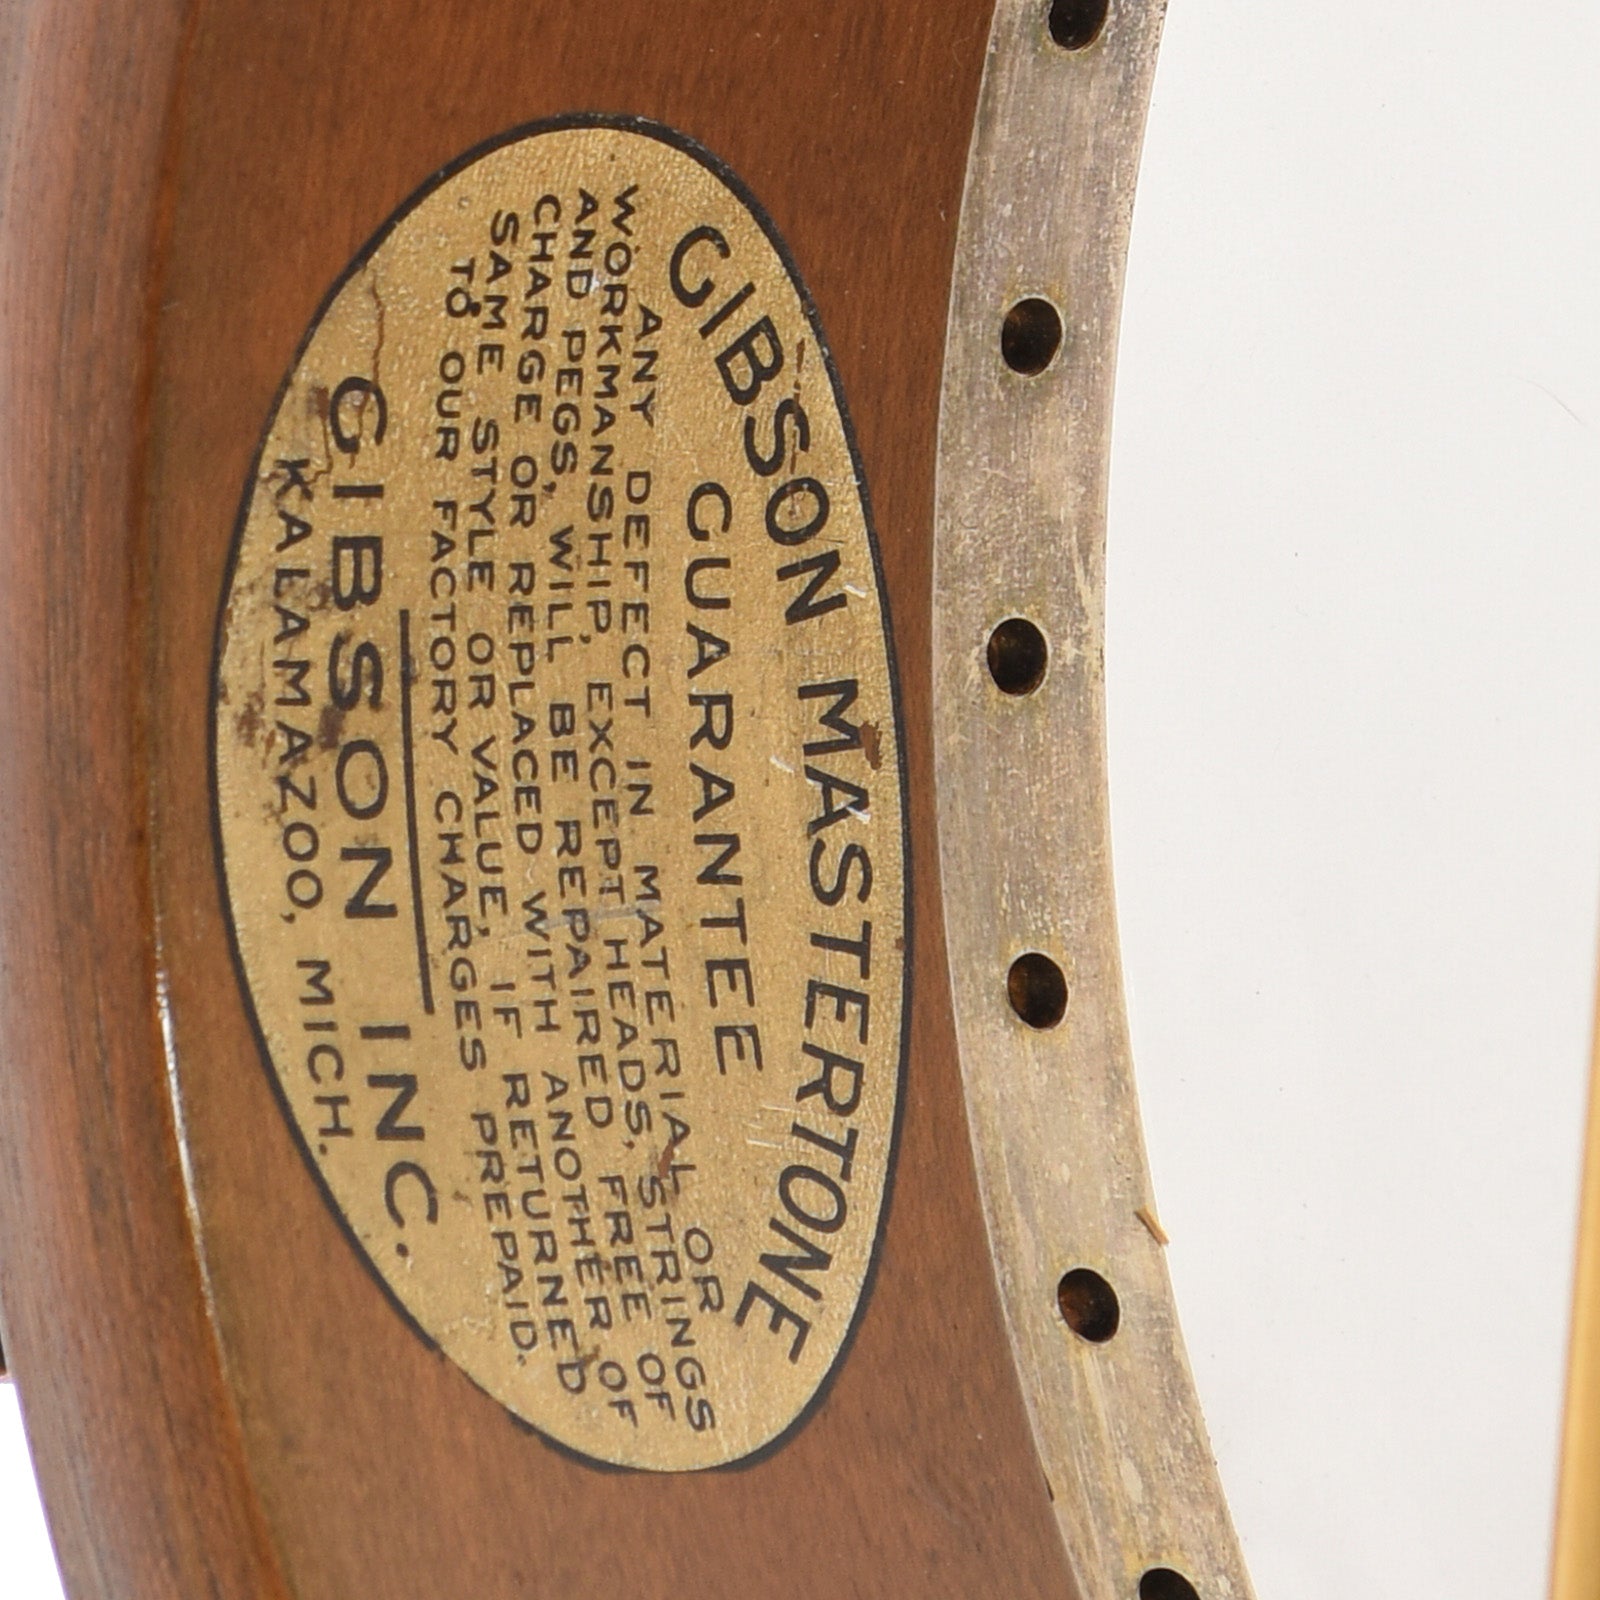 GIBSON MASTERTONE
GUARANTEE
ANY DEFECT IN MATERIAL OR
WORKMANSHIP, EXCEPT HEADS, STRINGS
AND PEGS, WILL BE REPAIRED FREE OF
CHARGE OR REPLACED WITH ANOTHER OF
SAME STYLE OR VALUE, IF RETURNED
TO OUR FACTORY CHARGES PREPAID.
GIBSON INC.
KALAMAZOO, MICH.